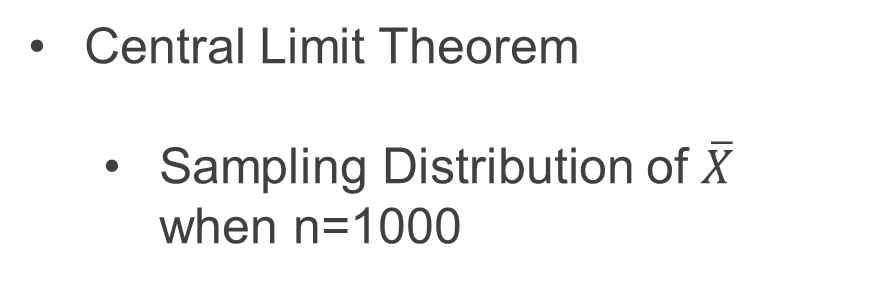 • Central Limit Theorem
• Sampling Distribution of X̅
when n=1000